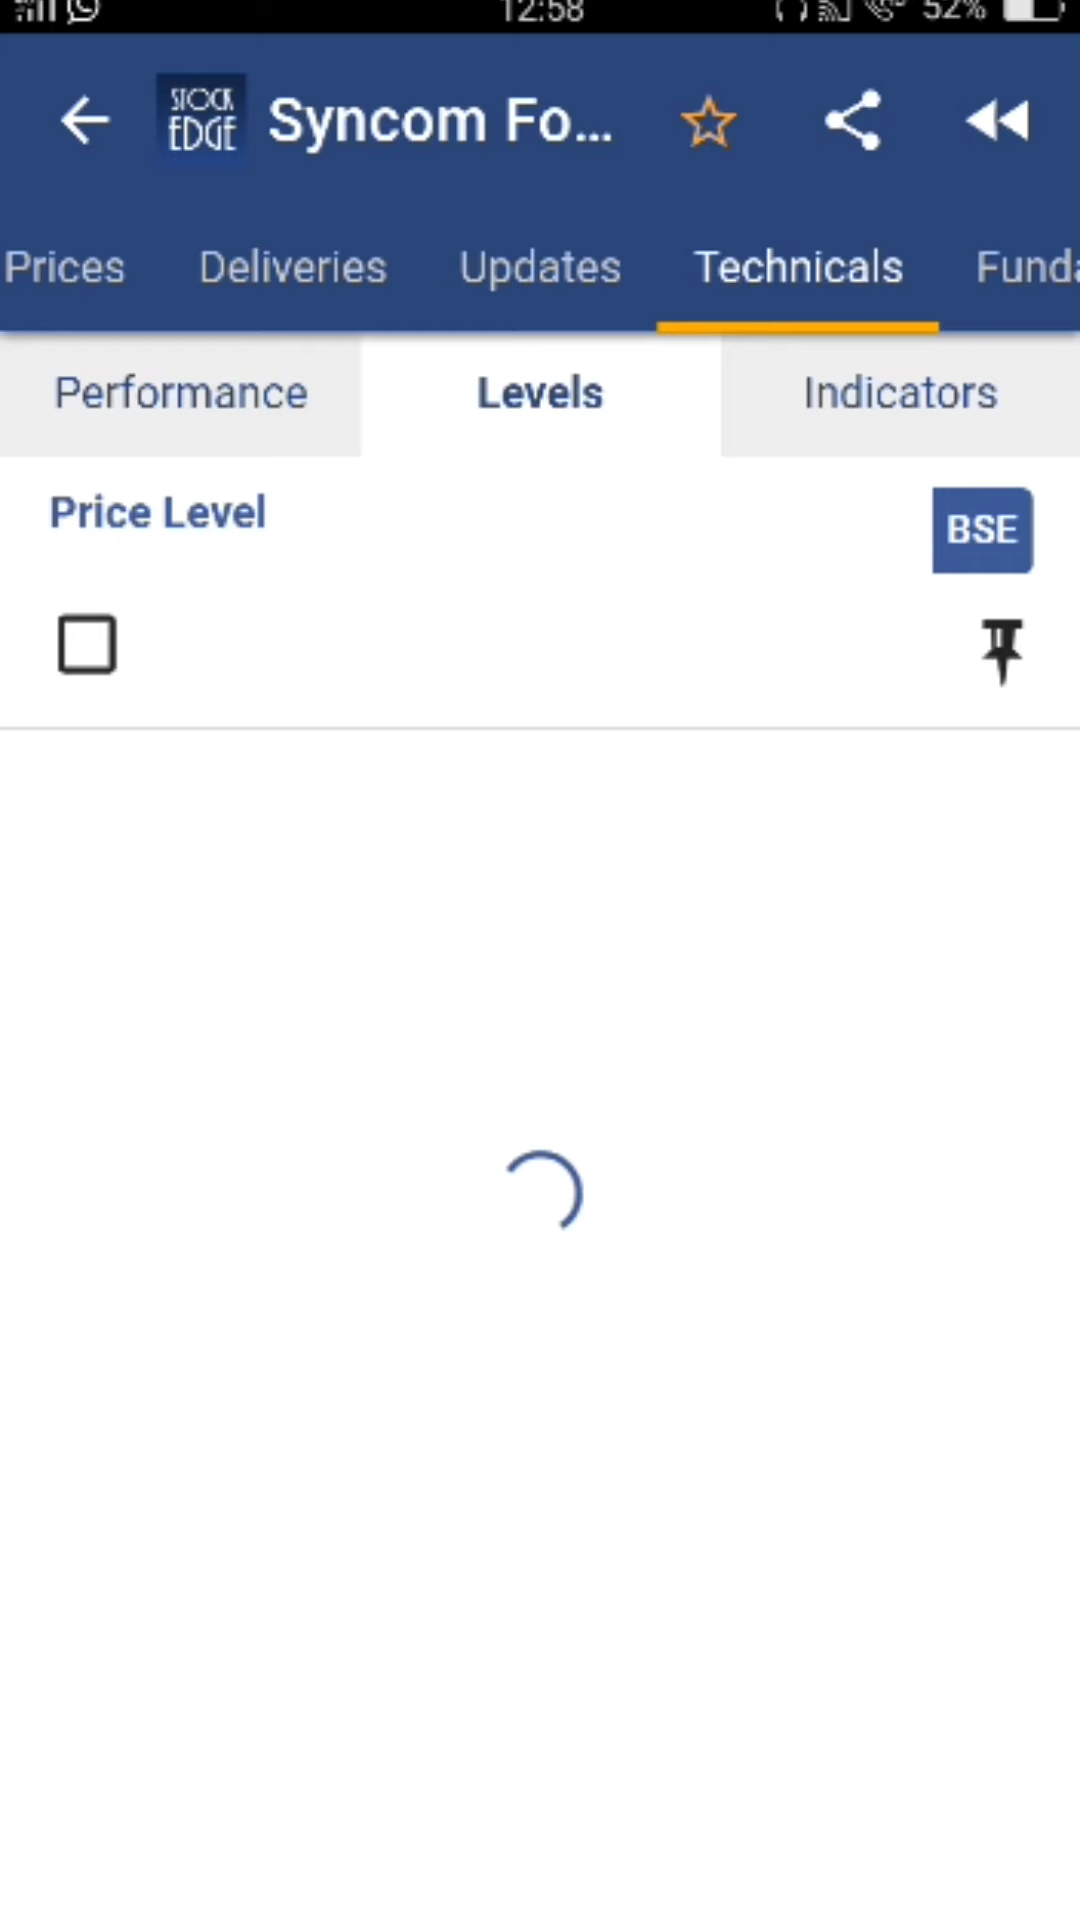 12:58
52%
STOCK
EDGE
Syncom Fo...
Prices Deliveries Updates Technicals Funda
Performance Levels Indicators
Price Level
BSE